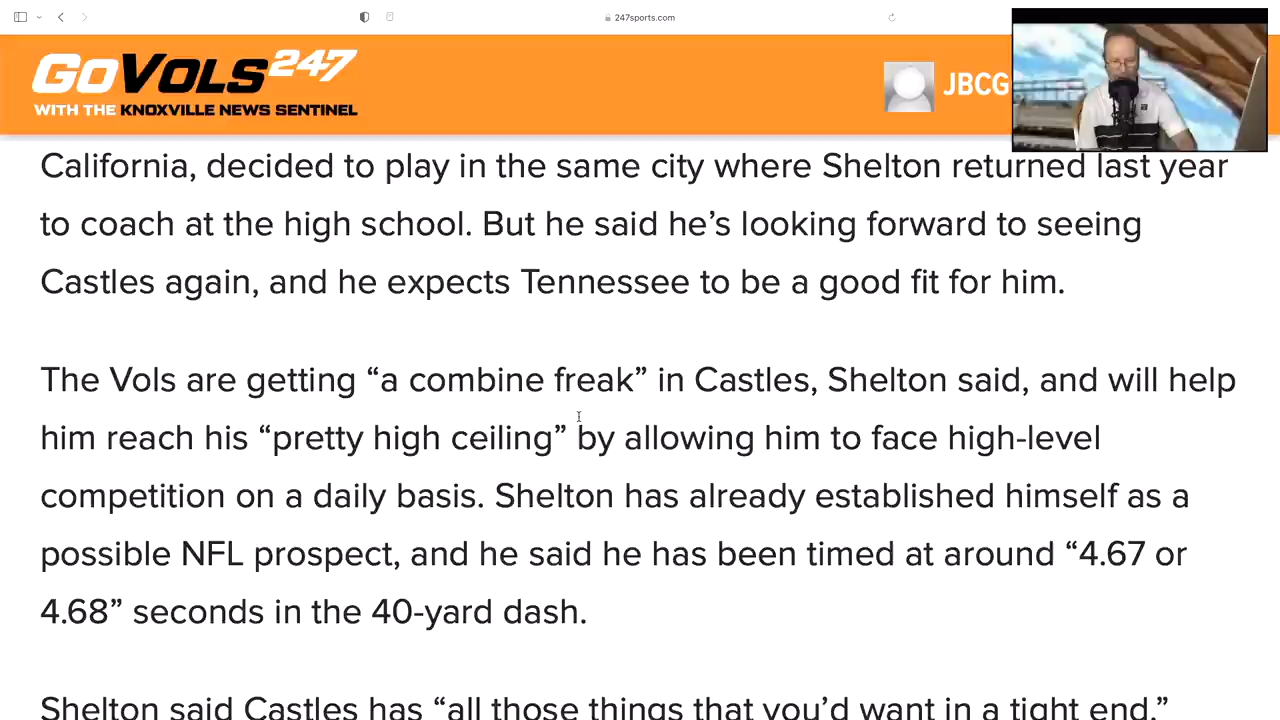 247sports.com
GoVols247
WITH THE KNOXVILLE NEWS SENTINEL
JBCG
California, decided to play in the same city where Shelton returned last year
to coach at the high school. But he said he’s looking forward to seeing
Castles again, and he expects Tennessee to be a good fit for him.
The Vols are getting “a combine freak” in Castles, Shelton said, and will help
him reach his “pretty high ceiling” by allowing him to face high-level
competition on a daily basis. Shelton has already established himself as a
possible NFL prospect, and he said he has been timed at around “4.67 or
4.68” seconds in the 40-yard dash.
Shelton said Castles has “all those things that you’d want in a tight end.”